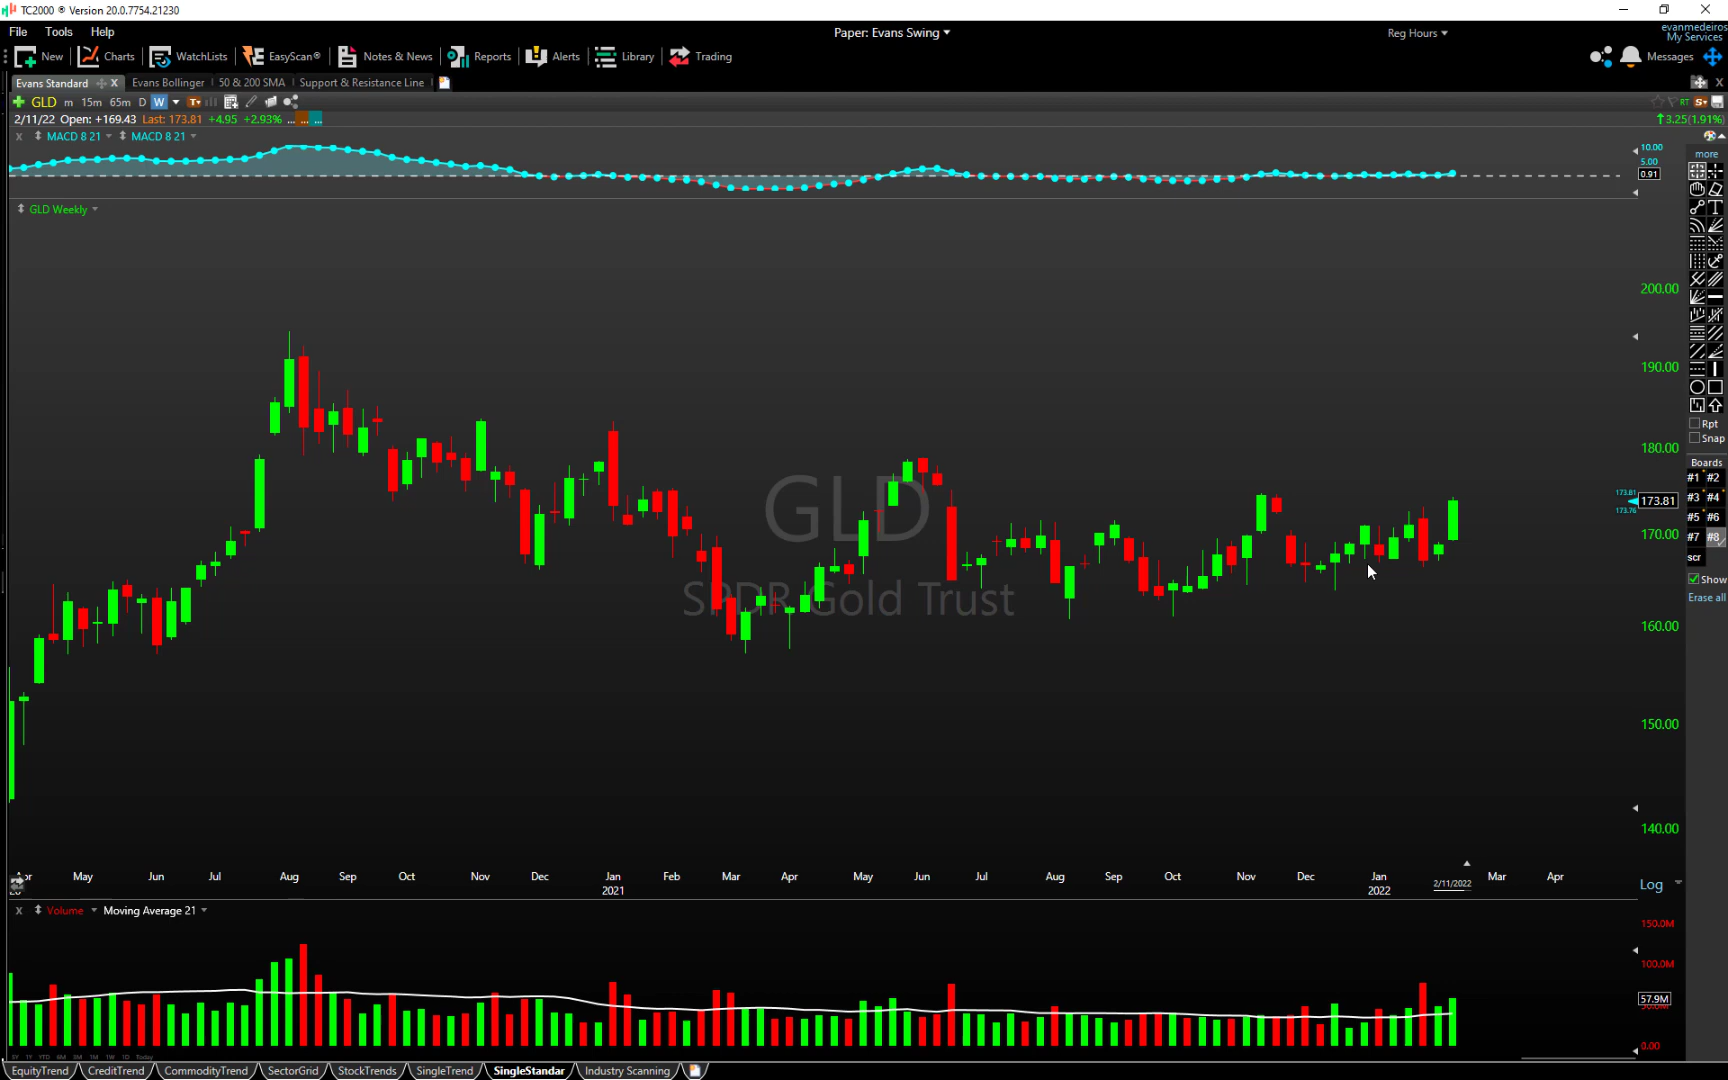 TC2000 ® Version 20.0.7754.21230
File Tools Help
Paper: Evans Swing
Reg Hours
evanmedeiros
My Services
New Charts WatchLists EasyScan® Notes & News Reports Alerts Library Trading
Messages
Evans Standard X Evans Bollinger 50 & 200 SMA Support & Resistance Line
GLD m 15m 65m D W
RT
2/11/22 Open: +169.43 Last: 173.81 +4.95 +2.93% ... ... ...
3.25(1.91%)
X MACD 8 21 MACD 8 21
10.00
5.00
0.91
more
GLD Weekly
200.00
190.00
Rpt
Snap
180.00
Boards
#1 #2
173.81
173.81
173.76
#3 #4
#5 #6
170.00
#7 #8
scr
Show
Erase all
GLD
SPDR Gold Trust
160.00
150.00
140.00
May Jun Jul Aug Sep Oct Nov Dec Jan Feb Mar Apr May Jun Jul Aug Sep Oct Nov Dec Jan 2/11/2022 Mar Apr
2021 2022
Log
X Volume Moving Average 21
150.0M
100.0M
57.9M
0.00
EquityTrend CreditTrend CommodityTrend SectorGrid StockTrends SingleTrend SingleStandar Industry Scanning